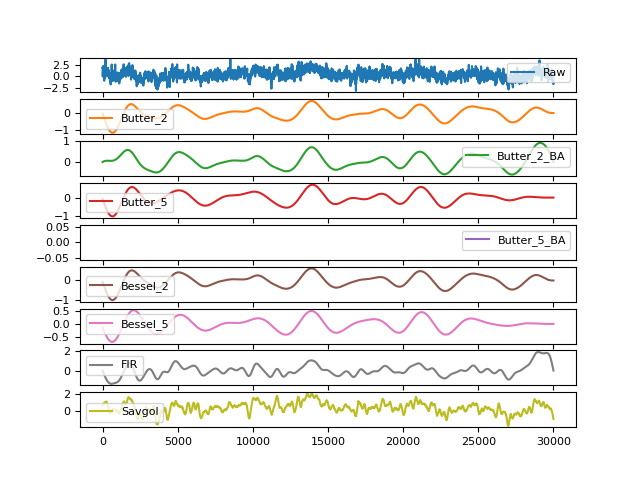 2.5
0.0
−2.5
Raw
0
−1
Butter_2
1
0
Butter_2_BA
0
−1
Butter_5
0.05
0.00
−0.05
Butter_5_BA
0
−1
Bessel_2
0.5
0.0
−0.5
Bessel_5
2
0
FIR
2
0
Savgol
0 5000 10000 15000 20000 25000 30000